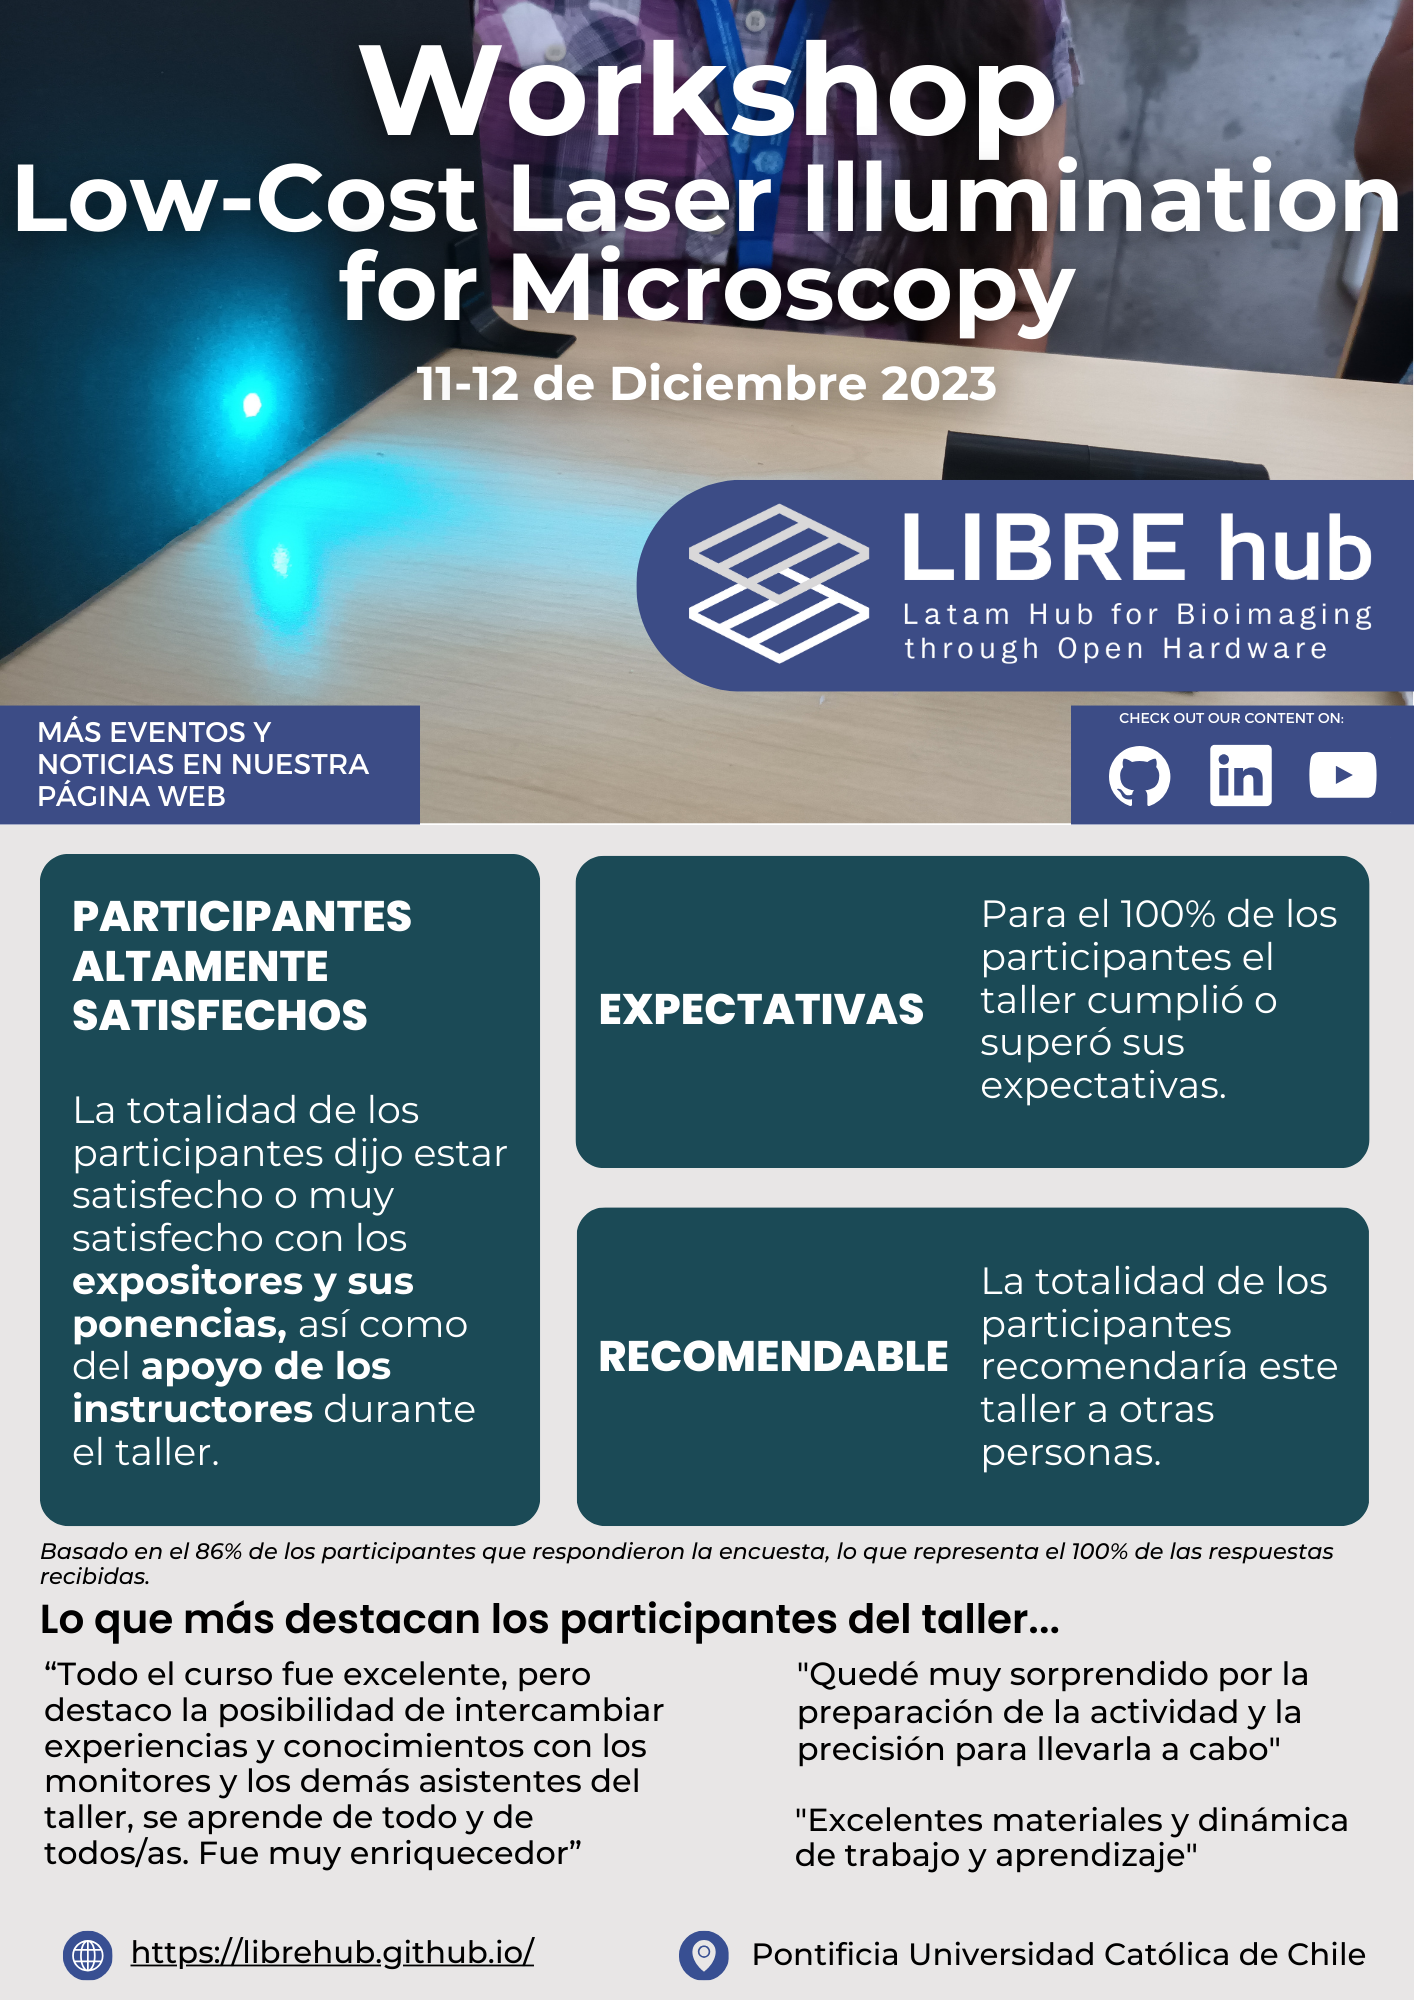 Workshop
Low-Cost Laser Illumination
for Microscopy
11-12 de Diciembre 2023
LIBRE hub
Latam Hub for Bioimaging
through Open Hardware
MÁS EVENTOS Y
NOTICIAS EN NUESTRA
PÁGINA WEB
CHECK OUT OUR CONTENT ON:
in
PARTICIPANTES
ALTAMENTE
SATISFECHOS
La totalidad de los
participantes dijo estar
satisfecho o muy
satisfecho con los
expositores y sus
ponencias, así como
del apoyo de los
instructores durante
el taller.
EXPECTATIVAS
Para el 100% de los
participantes el
taller cumplió o
superó sus
expectativas.
RECOMENDABLE
La totalidad de los
participantes
recomendaría este
taller a otras
personas.
Basado en el 86% de los participantes que respondieron la encuesta, lo que representa el 100% de las respuestas
recibidas.
Lo que más destacan los participantes del taller...
“Todo el curso fue excelente, pero
destaco la posibilidad de intercambiar
experiencias y conocimientos con los
monitores y los demás asistentes del
taller, se aprende de todo y de
todos/as. Fue muy enriquecedor”
"Quedé muy sorprendido por la
preparación de la actividad y la
precisión para llevarla a cabo"
"Excelentes materiales y dinámica
de trabajo y aprendizaje"
https://librehub.github.io/
Pontificia Universidad Católica de Chile